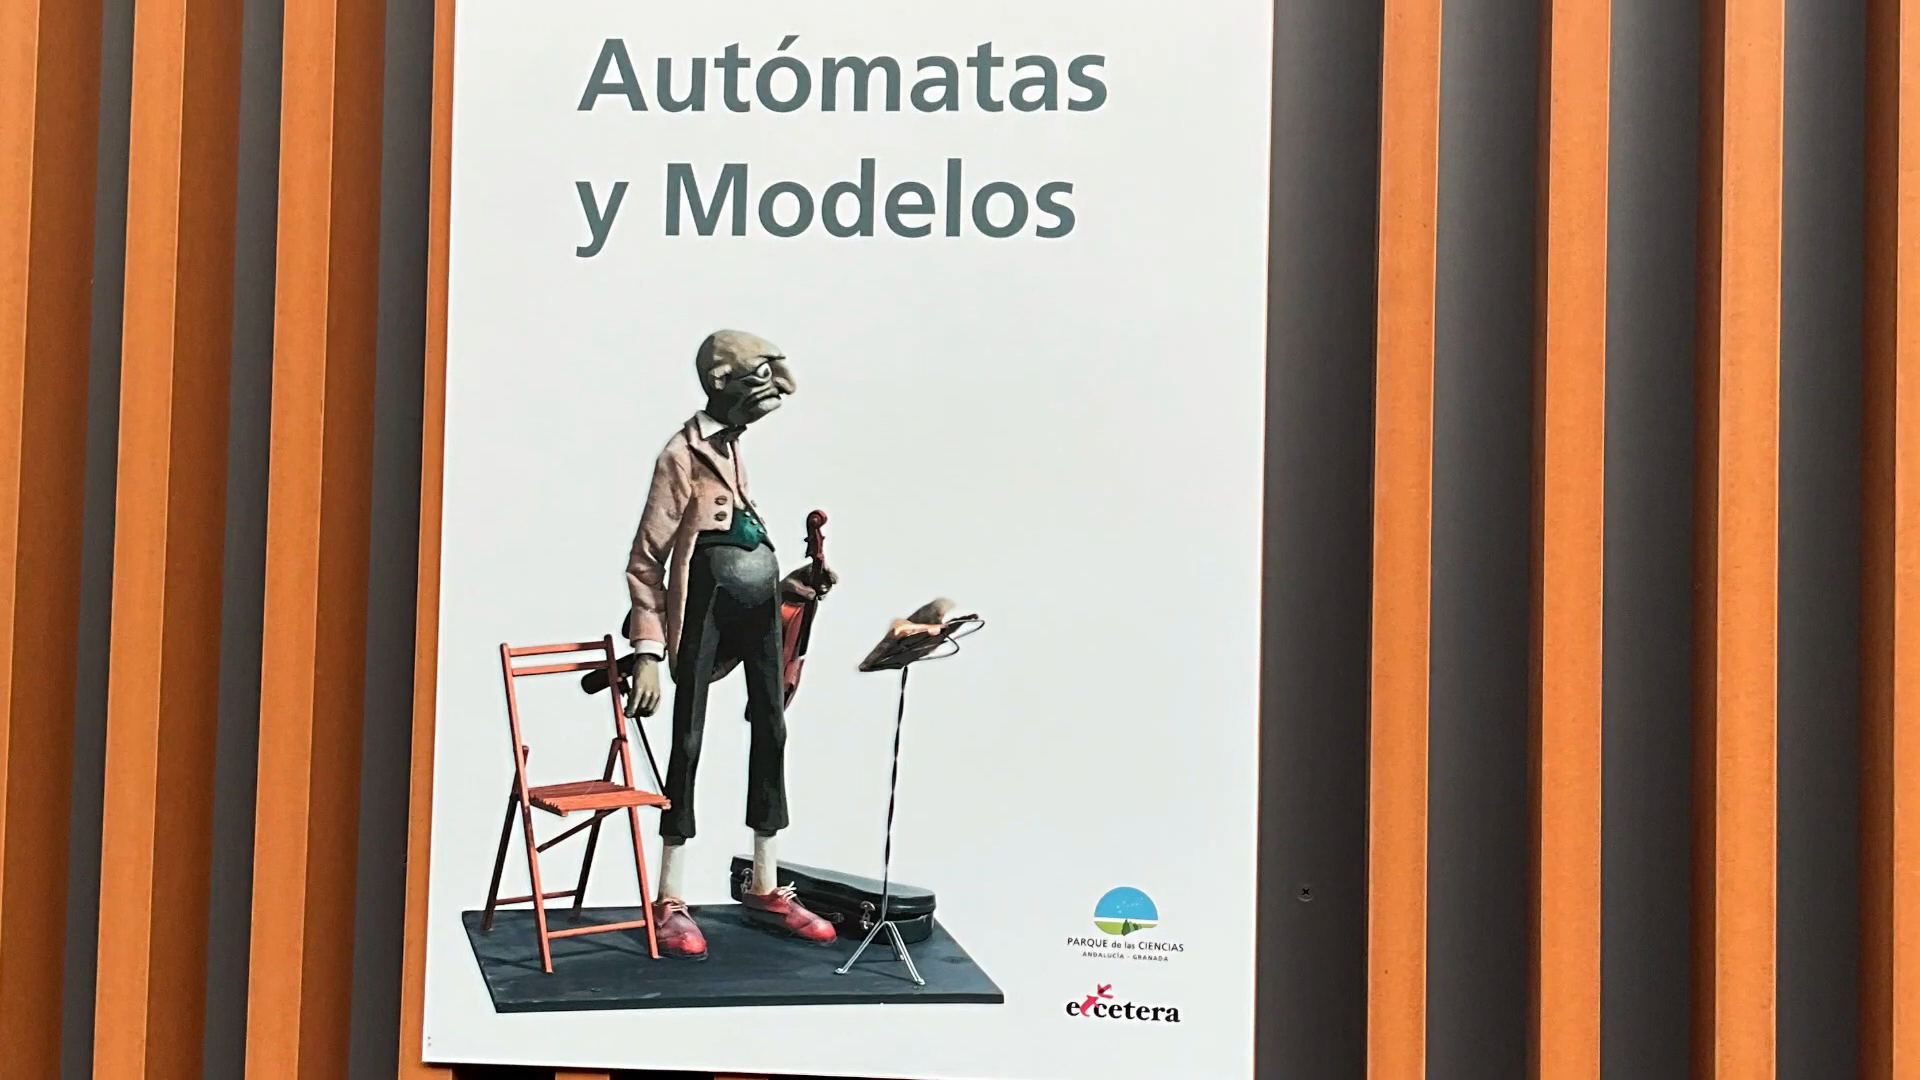 Autómatas
y Modelos
PARQUE de las CIENCIAS
ANDALUCÍA - GRANADA
etcetera